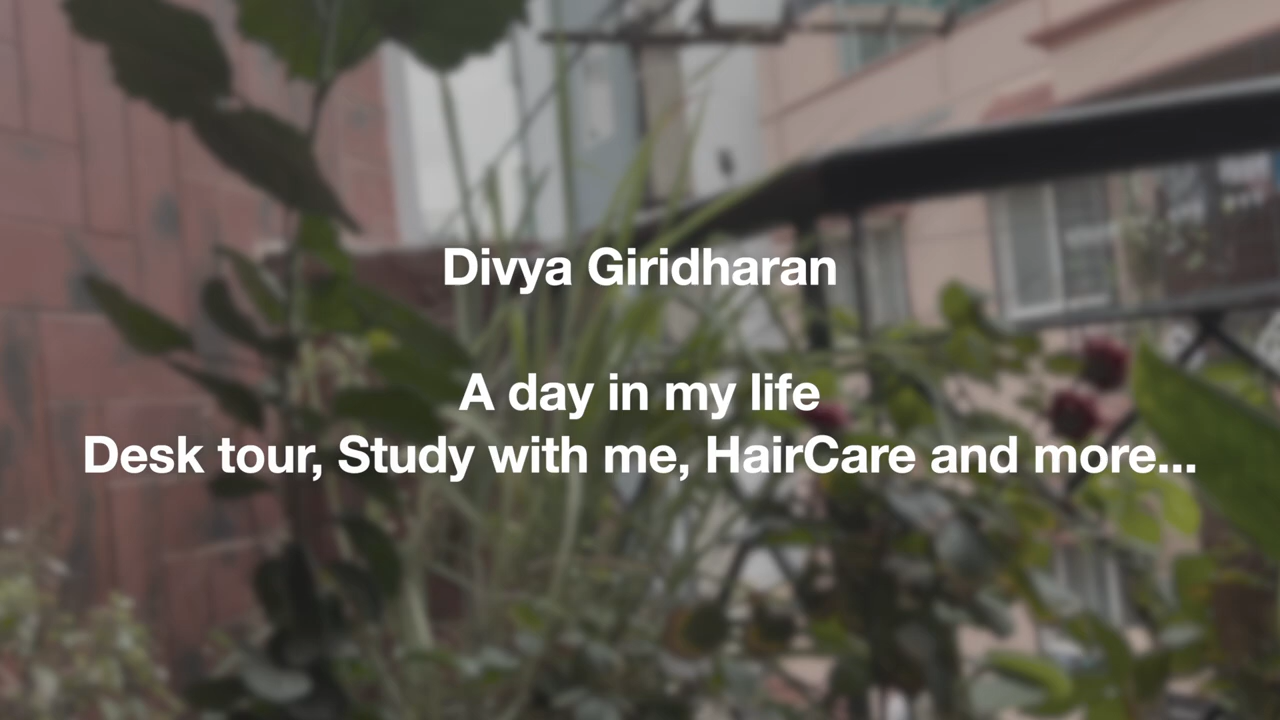 Divya Giridharan
A day in my life
Desk tour, Study with me, HairCare and more...